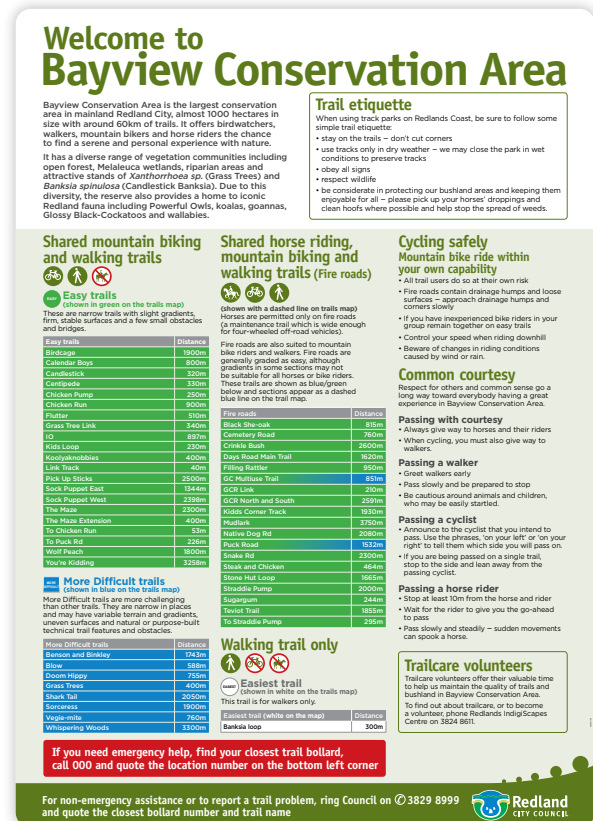 Welcome to
Bayview Conservation Area
Bayview Conservation Area is the largest conservation
area in mainland Redland City, almost 1000 hectares in
size with around 60km of trails. It offers birdwatchers,
walkers, mountain bikers and horse riders the chance
to find a serene and personal experience with nature.
It has a diverse range of vegetation communities including
open forest, Melaleuca wetlands, riparian areas and
attractive stands of Xanthorrhoea sp. (Grass Trees) and
Banksia spinulosa (Candlestick Banksia). Due to this
diversity, the reserve also provides a home to iconic
Redland fauna including Powerful Owls, koalas, goannas,
Glossy Black-Cockatoos and wallabies.
Trail etiquette
When using track parks on Redlands Coast, be sure to follow some
simple trail etiquette:
• stay on the trails – don't cut corners
• use tracks only in dry weather – we may close the park in wet
conditions to preserve tracks
• obey all signs
• respect wildlife
• be considerate in protecting our bushland areas and keeping them
enjoyable for all – please pick up your horses' droppings and
clean hoofs where possible and help stop the spread of weeds.
Shared mountain biking
and walking trails
EASY
Easy trails
(shown in green on the trails map)
These are narrow trails with slight gradients,
firm, stable surfaces and a few small obstacles
and bridges.
Easy trails Distance
Birdcage 1900m
Calendar Boys 800m
Candlestick 320m
Centipede 330m
Chicken Pump 250m
Chicken Run 900m
Flutter 510m
Grass Tree Link 340m
IO 897m
Kids Loop 230m
Koolyaknobbies 400m
Link Track 40m
Pick Up Sticks 2500m
Sock Puppet East 1344m
Sock Puppet West 2398m
The Maze 2300m
The Maze Extension 400m
To Chicken Run 53m
To Puck Rd 226m
Wolf Peach 1800m
You're Kidding 3258m
More Difficult trails
(shown in blue on the trails map)
More Difficult trails are more challenging
than other trails. They are narrow in places
and may have variable terrain and gradients,
uneven surfaces and natural or purpose-built
technical trail features and obstacles.
More Difficult trails Distance
Benson and Binkley 1743m
Blow 588m
Doom Hippy 755m
Grass Trees 400m
Shark Tail 2050m
Sorceress 1900m
Vegie-mite 760m
Whispering Woods 3300m
Shared horse riding,
mountain biking and
walking trails (Fire roads)
(shown with a dashed line on trails map)
Horses are permitted only on fire roads
(a maintenance trail which is wide enough
for four-wheeled off-road vehicles).
Fire roads are also suited to mountain
bike riders and walkers. Fire roads are
generally graded as easy, although
gradients in some sections may not
be suitable for all horses or bike riders.
These trails are shown as blue/green
below and sections appear as a dashed
blue line in the trails map.
Fire roads Distance
Black She-oak 815m
Cemetery Road 760m
Crinkle Bush 2600m
Days Road Main Trail 1620m
Filling Rattler 950m
GC Multiuse Trail 851m
GCR Link 210m
GCR North and South 2591m
Kidds Corner Track 1930m
Mudlark 3750m
Native Dog Rd 2080m
Puck Road 1532m
Snake Rd 2300m
Steak and Chicken 464m
Stone Hut Loop 1665m
Straddie Pump 2000m
Sugargum 244m
Teviot Trail 1855m
To Straddie Pump 295m
Walking trail only
EASIEST
Easiest trail
(shown in white on the trails map)
This trail is for walkers only.
Easiest trail (white on the map) Distance
Banksia loop 300m
Cycling safely
Mountain bike ride within
your own capability
• All trail users do so at their own risk
• Fire roads contain drainage humps and loose
surfaces – approach drainage humps and
corners slowly
• If you have inexperienced bike riders in your
group remain together on easy trails
• Control your speed when riding downhill
• Beware of changes in riding conditions
caused by wind or rain.
Common courtesy
Respect for others and common sense go a
long way toward everybody having a great
experience in Bayview Conservation Area.
Passing with courtesy
• Always give way to horses and their riders
• When cycling, you must also give way to
walkers.
Passing a walker
• Greet walkers early
• Pass slowly and be prepared to stop
• Be cautious around animals and children,
who may be easily startled.
Passing a cyclist
• Announce to the cyclist that you intend to
pass. Use the phrases, 'on your left' or 'on your
right' to tell them which side you will pass on.
• If you are being passed on a single trail,
stop to the side and lean away from the
passing cyclist.
Passing a horse rider
• Stop at least 10m from the horse and rider
• Wait for the rider to give you the go-ahead
to pass
• Pass slowly and steadily – sudden movements
can spook a horse.
Trailcare volunteers
Trailcare volunteers offer their valuable time
to help us maintain the quality of trails and
bushland in Bayview Conservation Area.
To find out about trailcare, or to become
a volunteer, phone Redlands IndigiScapes
Centre on 3824 8611.
If you need emergency help, find your closest trail bollard,
call 000 and quote the location number on the bottom left corner
For non-emergency assistance or to report a trail problem, ring Council on 3829 8999
and quote the closest bollard number and trail name
Redland
CITY COUNCIL